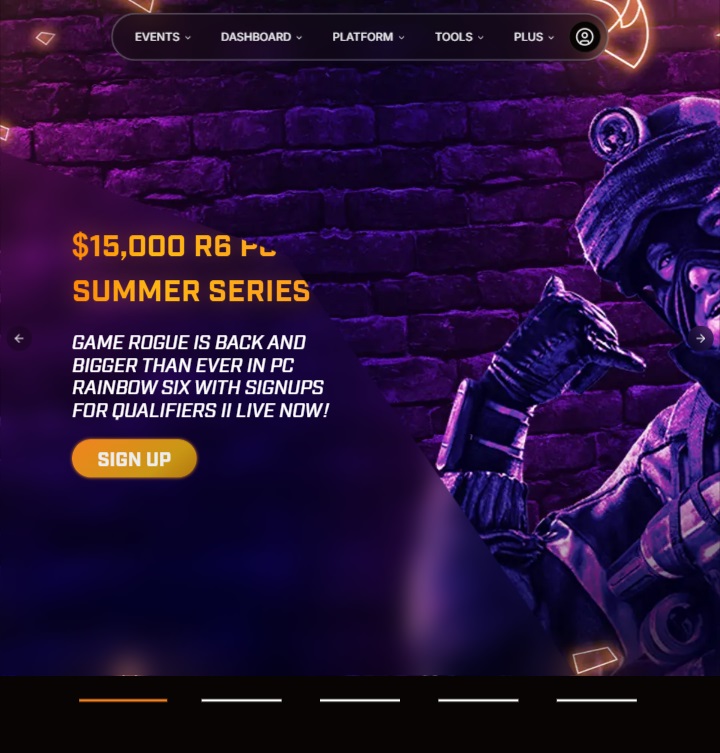 EVENTS DASHBOARD PLATFORM TOOLS PLUS
$15,000 R6
SUMMER SERIES
GAME ROGUE IS BACK AND
BIGGER THAN EVER IN PC
RAINBOW SIX WITH SIGNUPS
FOR QUALIFIERS II LIVE NOW!
SIGN UP